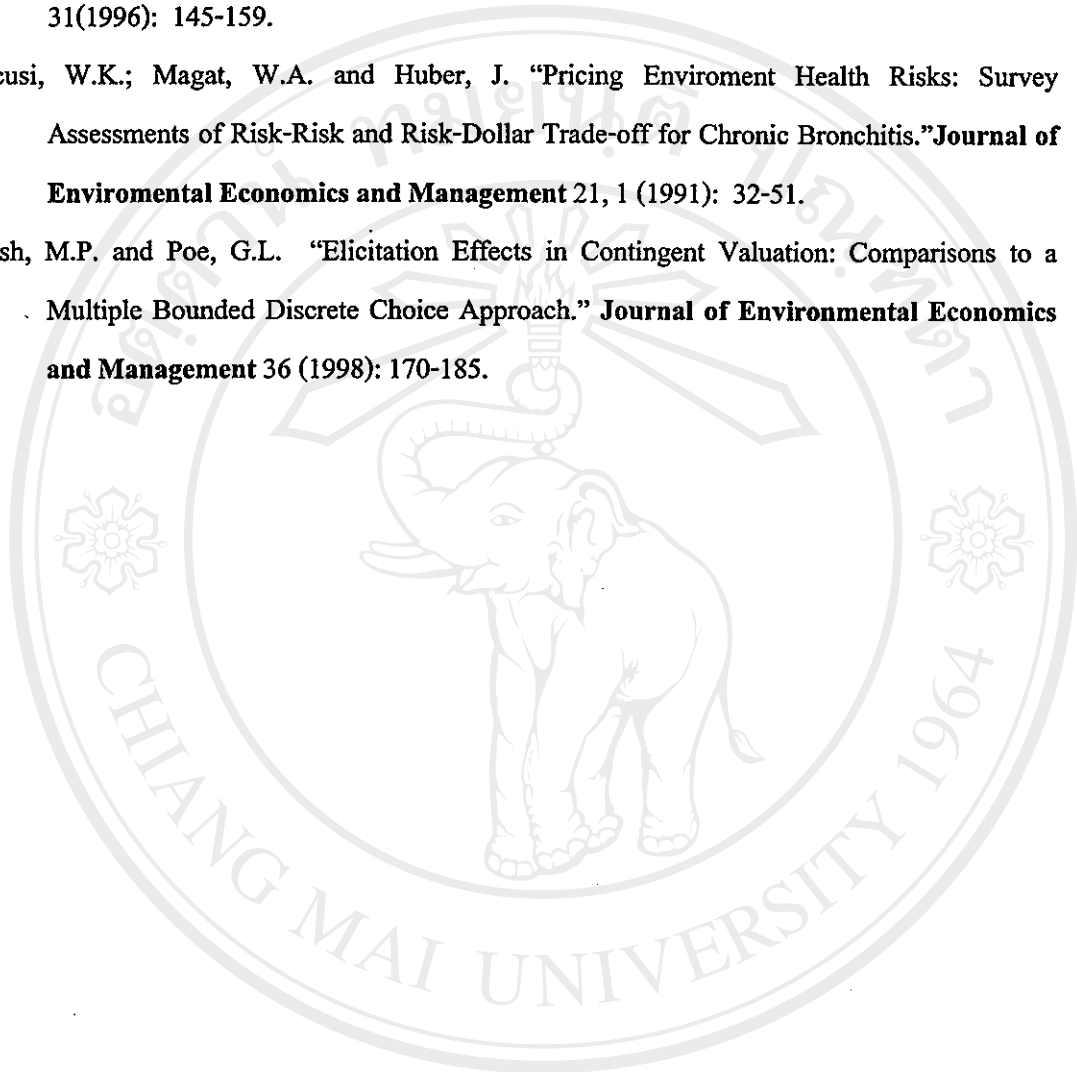 31(1996): 145-159.
cusi, W.K.; Magat, W.A. and Huber, J. “Pricing Enviroment Health Risks: Survey
Assessments of Risk-Risk and Risk-Dollar Trade-off for Chronic Bronchitis.”Journal of
Enviromental Economics and Management 21, 1 (1991): 32-51.
sh, M.P. and Poe, G.L. “Elicitation Effects in Contingent Valuation: Comparisons to a
Multiple Bounded Discrete Choice Approach.” Journal of Environmental Economics
and Management 36 (1998): 170-185.
CHIANG MAI UNIVERSITY 1964